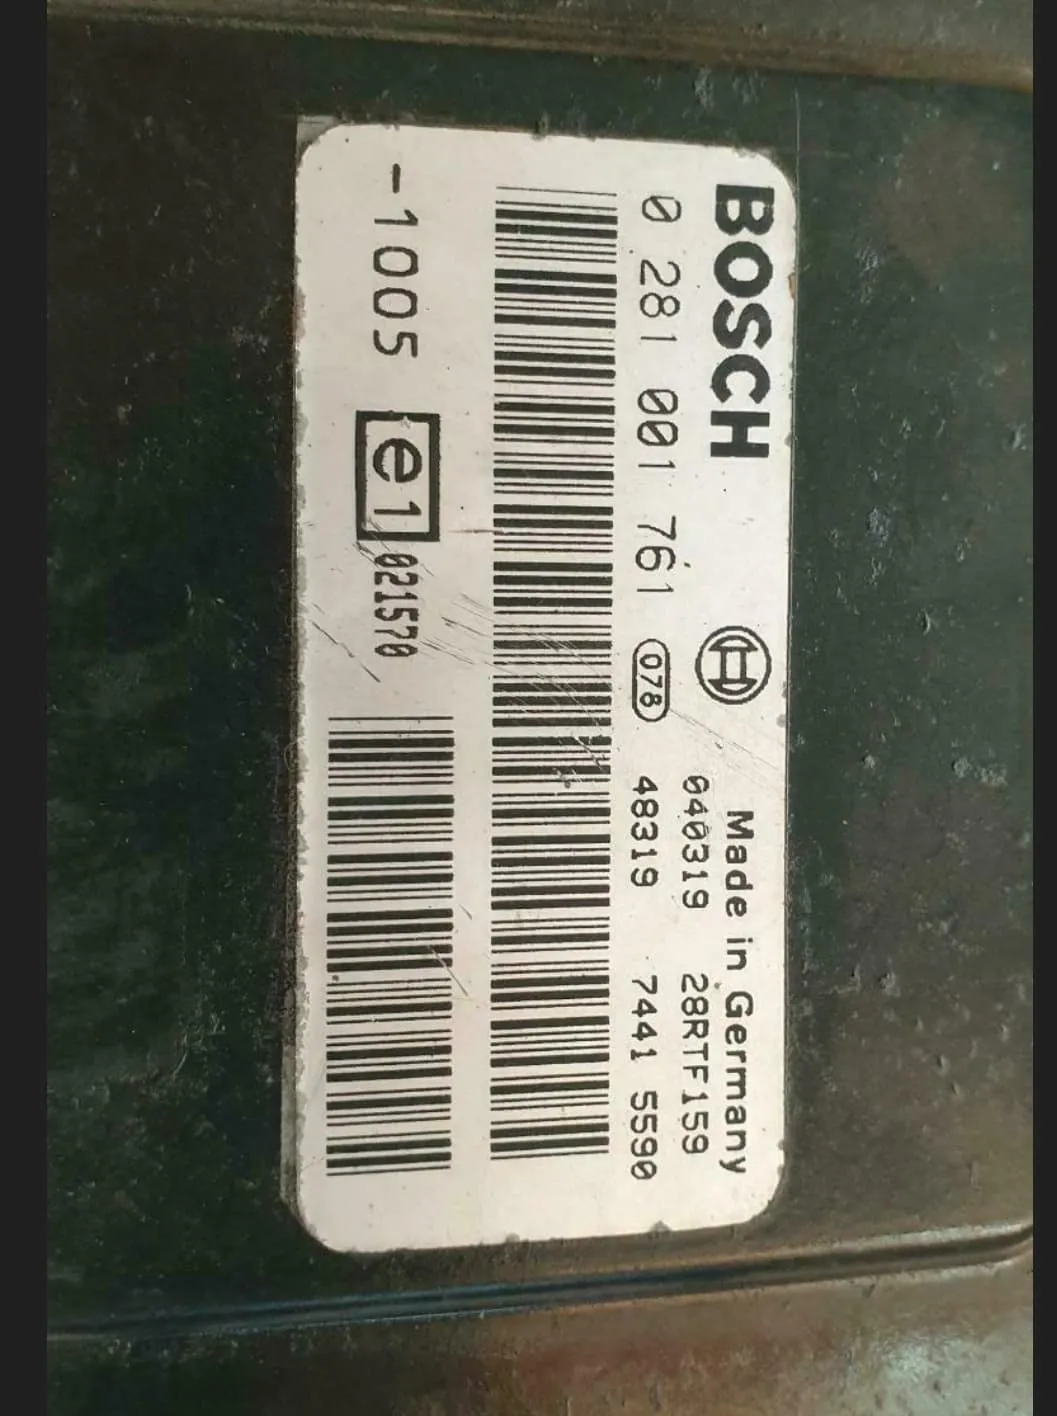 BOSCH
Made in Germany
040319 28RTF159
0 281 001 761 078 48319 7441 5590
-1005 e1 021570